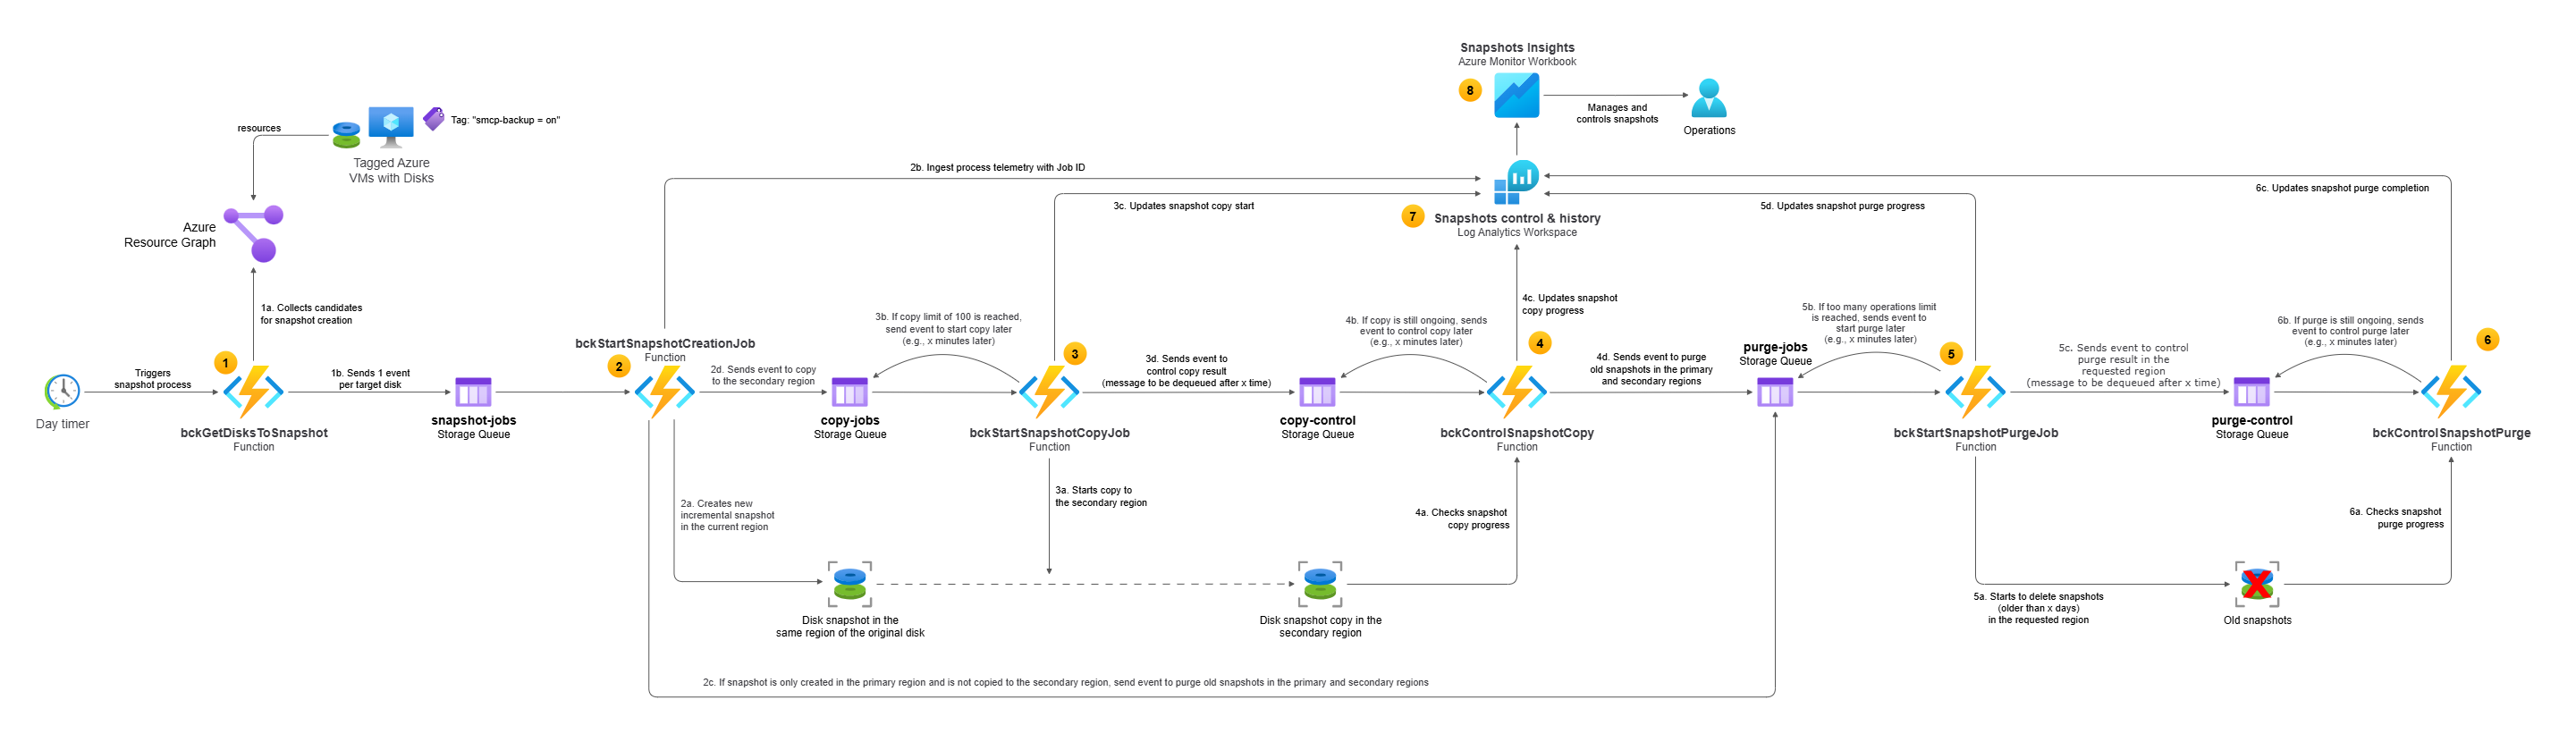 Snapshots Insights
Azure Monitor Workbook
8
Manages and
controls snapshots
Operations
resources
Tag: "smcp-backup = on"
Tagged Azure
VMs with Disks
Azure
Resource Graph
2b. Ingest process telemetry with Job ID
3c. Updates snapshot copy start
7
Snapshots control & history
Log Analytics Workspace
5d. Updates snapshot purge progress
6c. Updates snapshot purge completion
1a. Collects candidates
for snapshot creation
Day timer
Triggers
snapshot process
1
bckGetDisksToSnapshot
Function
1b. Sends 1 event
per target disk
snapshot-jobs
Storage Queue
bckStartSnapshotCreationJob
Function
2
2d. Sends event to copy
to the secondary region
copy-jobs
Storage Queue
3b. If copy limit of 100 is reached,
send event to start copy later
(e.g., x minutes later)
3
bckStartSnapshotCopyJob
Function
3d. Sends event to
control copy result
(message to be dequeued after x time)
copy-control
Storage Queue
4b. If copy is still ongoing, sends
event to control copy later
(e.g., x minutes later)
4c. Updates snapshot
copy progress
4
bckControlSnapshotCopy
Function
4d. Sends event to purge
old snapshots in the primary
and secondary regions
purge-jobs
Storage Queue
5b. If too many operations limit
is reached, sends event to
start purge later
(e.g., x minutes later)
5
bckStartSnapshotPurgeJob
Function
5c. Sends event to control
purge result in the
requested region
(message to be dequeued after x time)
purge-control
Storage Queue
6b. If purge is still ongoing, sends
event to control purge later
(e.g., x minutes later)
6
bckControlSnapshotPurge
Function
2a. Creates new
incremental snapshot
in the current region
3a. Starts copy to
the secondary region
4a. Checks snapshot
copy progress
6a. Checks snapshot
purge progress
Disk snapshot in the
same region of the original disk
Disk snapshot copy in the
secondary region
5a. Starts to delete snapshots
(older than x days)
in the requested region
Old snapshots
2c. If snapshot is only created in the primary region and is not copied to the secondary region, send event to purge old snapshots in the primary and secondary regions